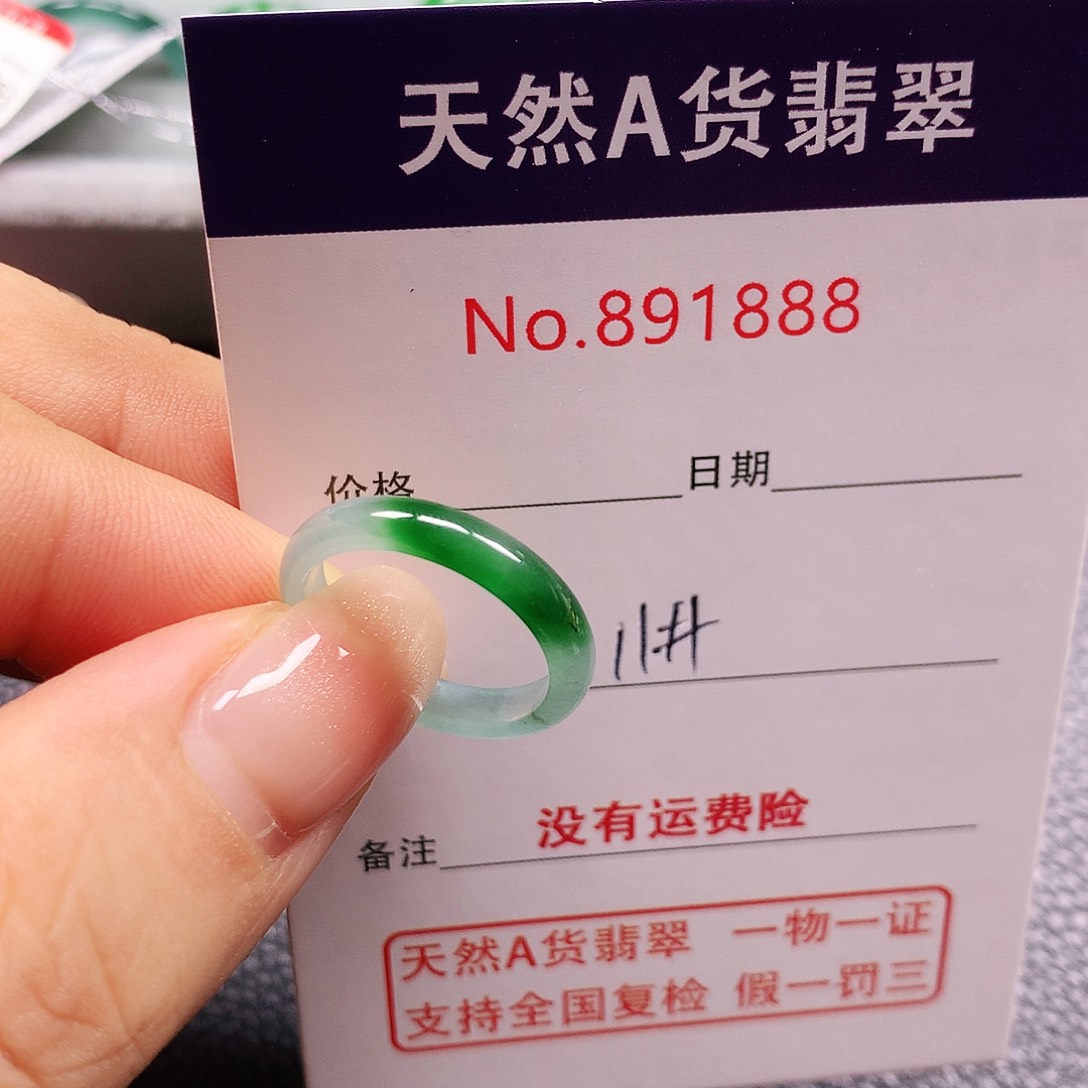 天然A货翡翠
No.891888
价格 日期
11#
备注 没有运费险
天然A货翡翠 一物一证
支持全国复检 假一罚三